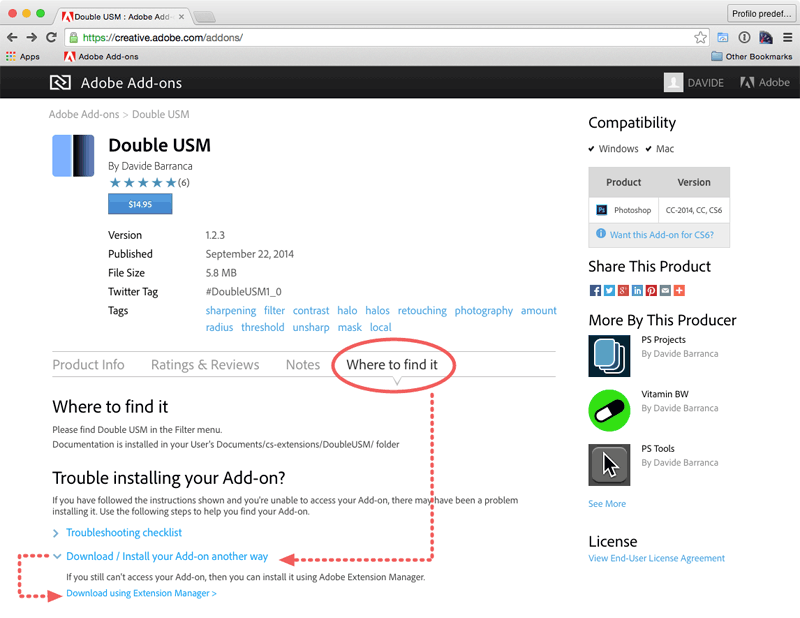 Double USM : Adobe Add-
Profilo predef...
https://creative.adobe.com/addons/
Apps
Adobe Add-ons
Other Bookmarks
Adobe Add-ons
DAVIDE
Adobe
Adobe Add-ons > Double USM
Double USM
By Davide Barranca
(6)
$14.95
Version 1.2.3
Published September 22, 2014
File Size 5.8 MB
Twitter Tag #DoubleUSM1_0
Tags sharpening filter contrast halo halos retouching photography amount
radius threshold unsharp mask local
Product Info Ratings & Reviews Notes Where to find it
Where to find it
Please find Double USM in the Filter menu.
Documentation is installed in your User's Documents/cs-extensions/DoubleUSM/ folder
Trouble installing your Add-on?
If you have followed the instructions shown and you're unable to access your Add-on, there may have been a problem
installing it. Use the following steps to help you find your Add-on.
Troubleshooting checklist
Download / Install your Add-on another way
If you still can't access your Add-on, then you can install it using Adobe Extension Manager.
Download using Extension Manager >
Compatibility
Windows Mac
Product Version
Ps Photoshop CC-2014, CC, CS6
Want this Add-on for CS6?
Share This Product
More By This Producer
PS Projects
By Davide Barranca
Vitamin BW
By Davide Barranca
PS Tools
By Davide Barranca
See More
License
View End-User License Agreement